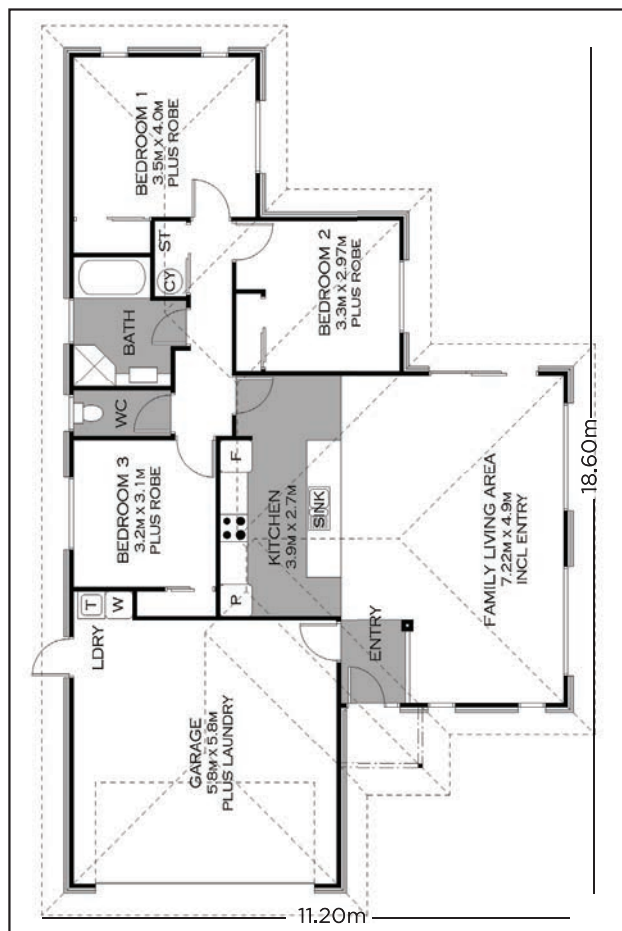 BEDROOM 1
3.5M X 4.0M
PLUS ROBE
ST
CY
BEDROOM 2
3.3M X 2.97M
PLUS ROBE
BATH
WC
BEDROOM 3
3.2M X 3.1M
PLUS ROBE
F
KITCHEN
3.9M X 2.7M
SINK
P
FAMILY LIVING AREA
7.22M X 4.9M
INCL ENTRY
18.60m
T
W
LDRY
ENTRY
GARAGE
5.8M X 5.8M
PLUS LAUNDRY
11.20m